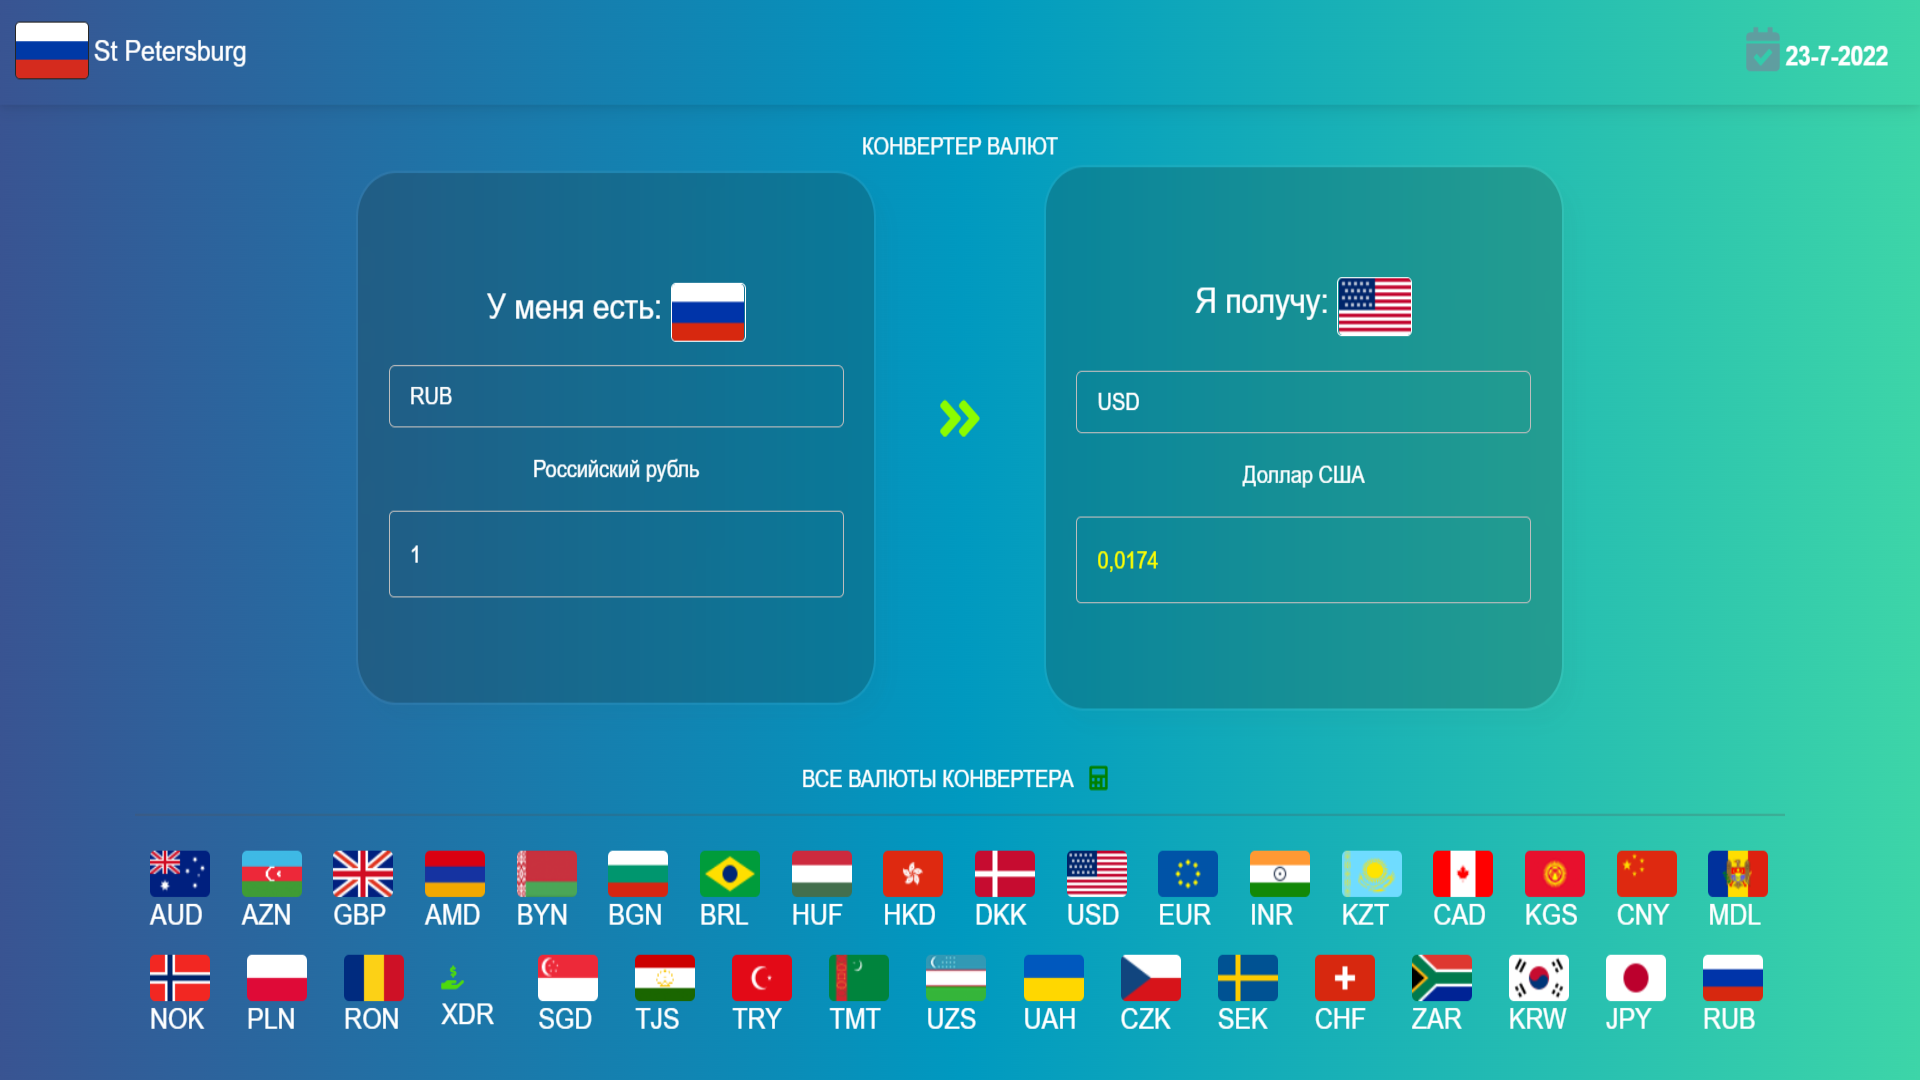 St Petersburg
23-7-2022
КОНВЕРТЕР ВАЛЮТ
У меня есть:
RUB
Российский рубль
1
Я получу:
USD
Доллар США
0,0174
ВСЕ ВАЛЮТЫ КОНВЕРТЕРА
AUD AZN GBP AMD BYN BGN BRL HUF HKD DKK USD EUR INR KZT CAD KGS CNY MDL
NOK PLN RON XDR SGD TJS TRY TMT UZS UAH CZK SEK CHF ZAR KRW JPY RUB